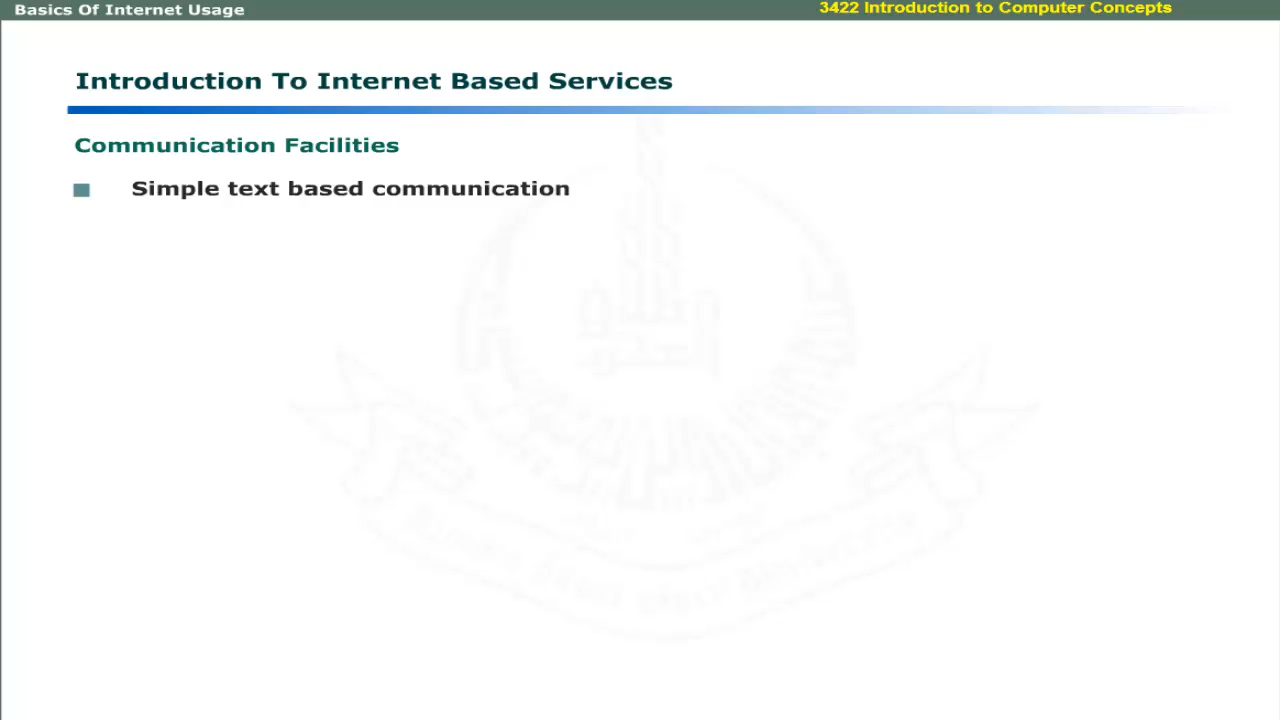 Basics Of Internet Usage
3422 Introduction to Computer Concepts
Introduction To Internet Based Services
Communication Facilities
Simple text based communication